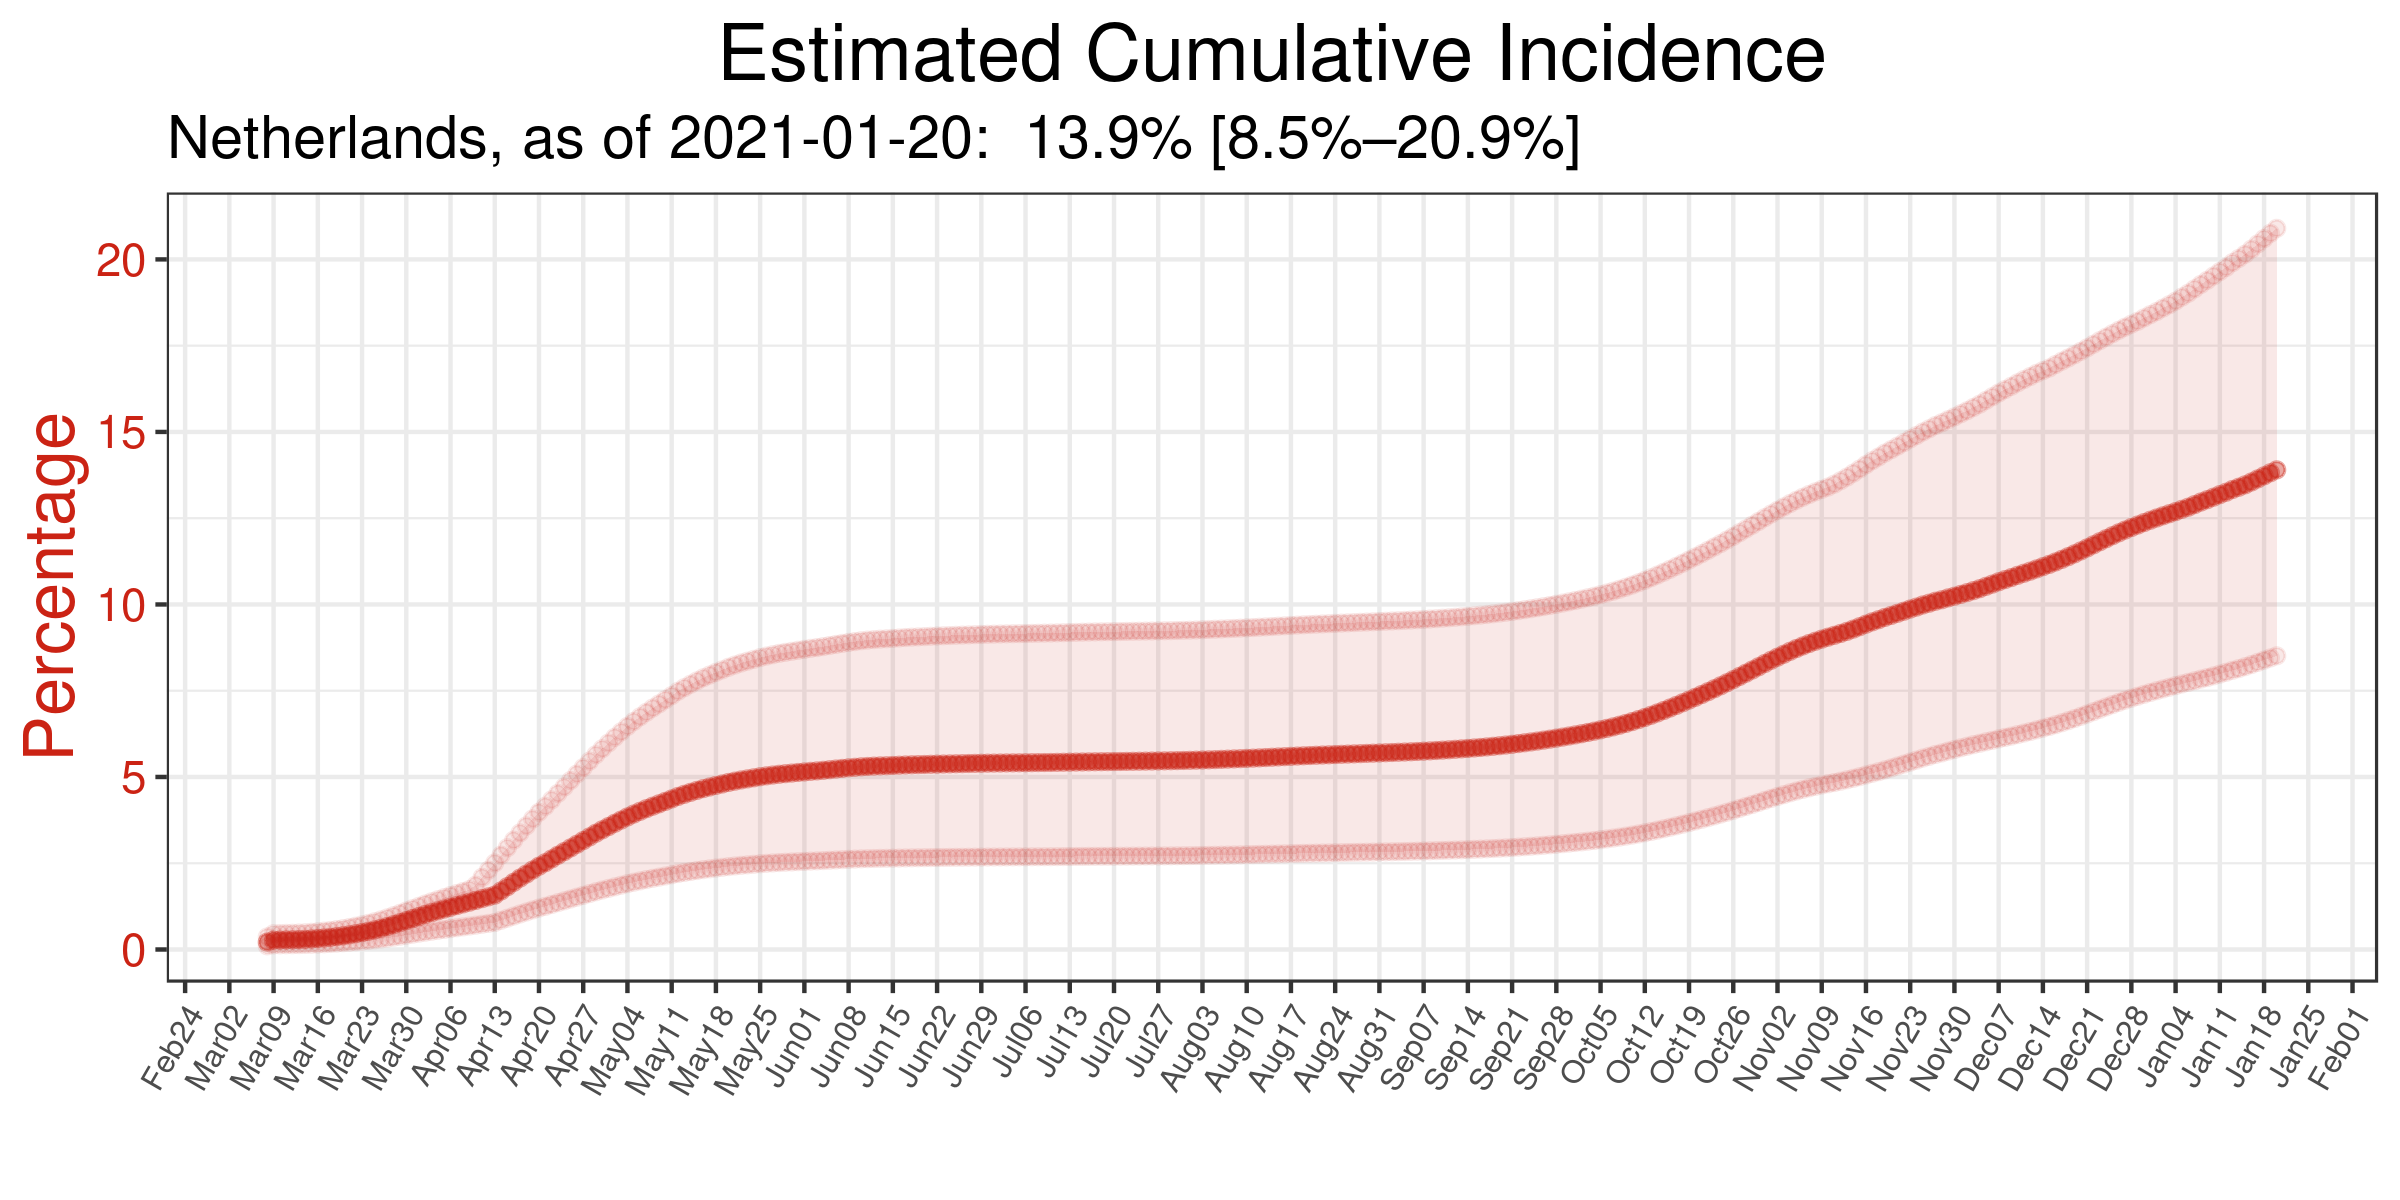 Estimated Cumulative Incidence
Netherlands, as of 2021-01-20:  13.9% [8.5%–20.9%]
Percentage
20
15
10
5
0
Feb24
Mar02
Mar09
Mar16
Mar23
Mar30
Apr06
Apr13
Apr20
Apr27
May04
May11
May18
May25
Jun01
Jun08
Jun15
Jun22
Jun29
Jul06
Jul13
Jul20
Jul27
Aug03
Aug10
Aug17
Aug24
Aug31
Sep07
Sep14
Sep21
Sep28
Oct05
Oct12
Oct19
Oct26
Nov02
Nov09
Nov16
Nov23
Nov30
Dec07
Dec14
Dec21
Dec28
Jan04
Jan11
Jan18
Jan25
Feb01